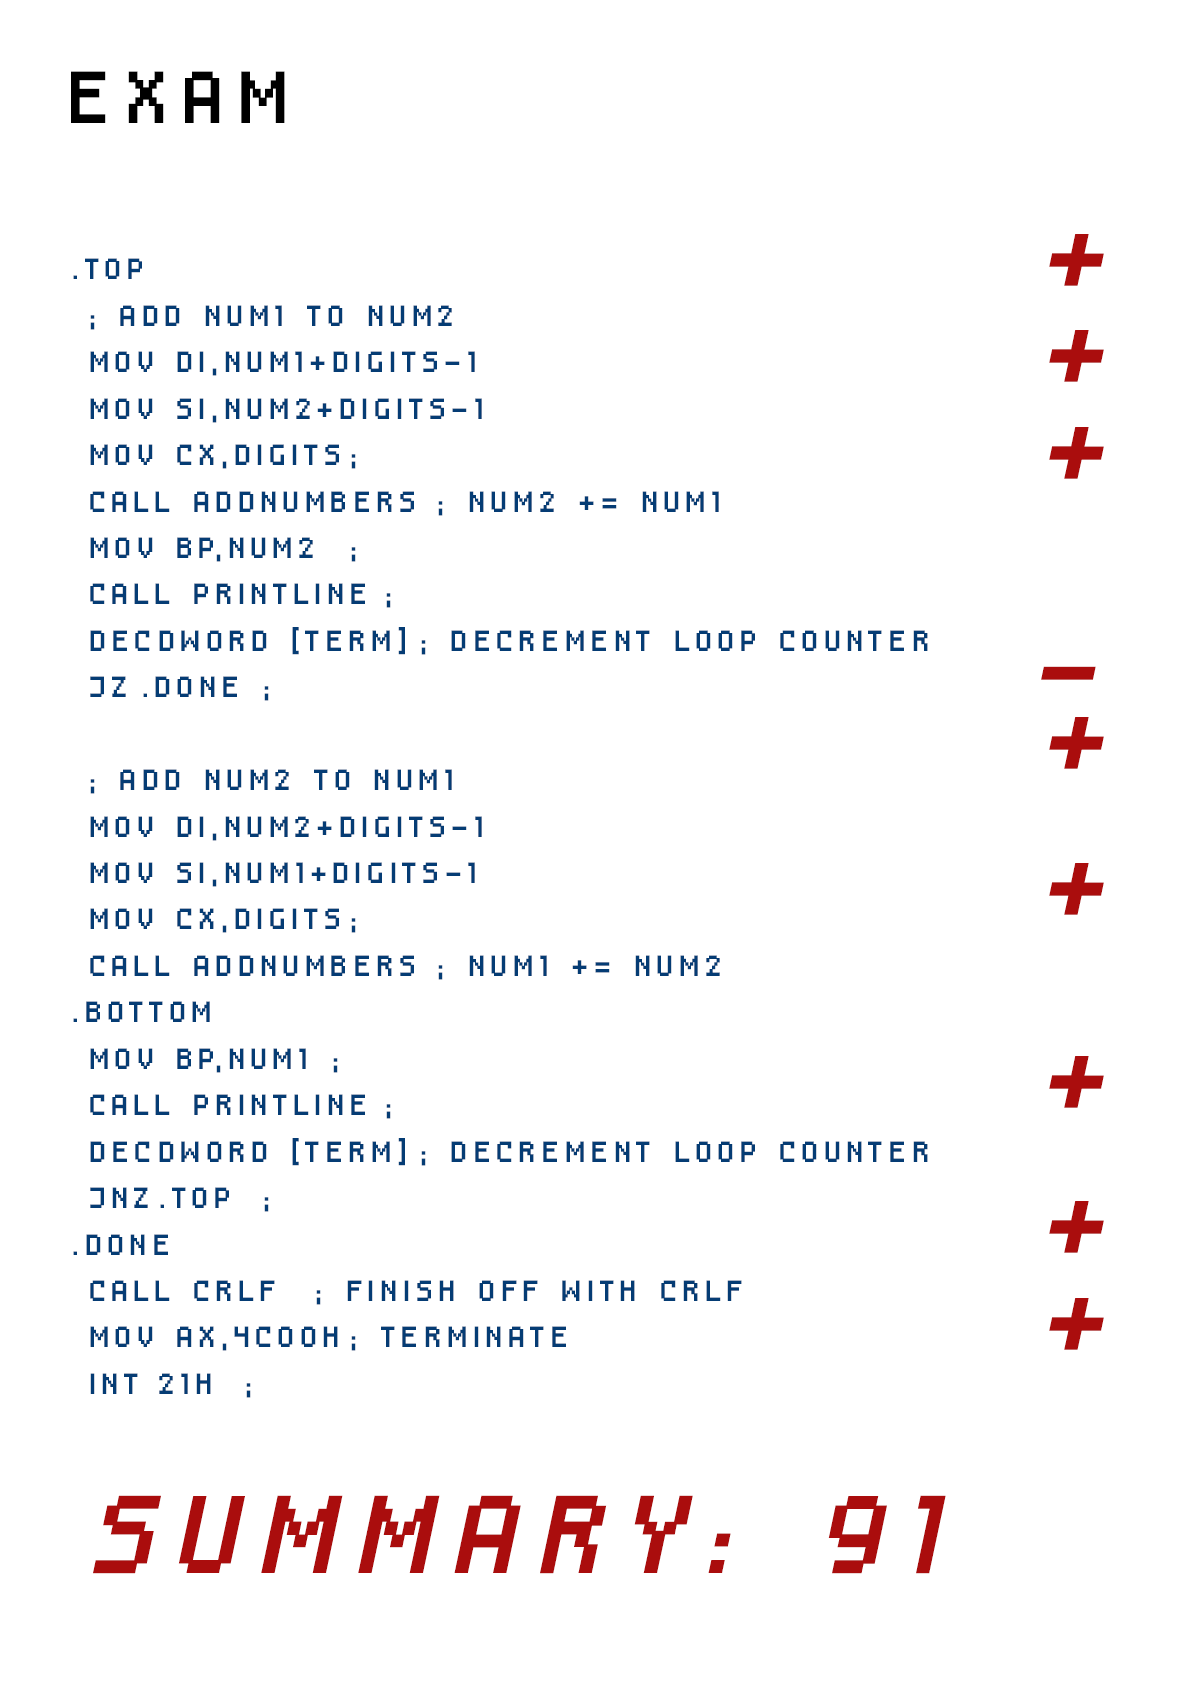 EXAM
+
.TOP
; ADD NUM1 TO NUM2
+
MOV DI,NUM1+DIGITS-1
MOV SI,NUM2+DIGITS-1
+
MOV CX,DIGITS;
CALL ADDNUMBERS ; NUM2 += NUM1
MOV BP,NUM2 ;
CALL PRINTLINE ;
DECDWORD [TERM]; DECREMENT LOOP COUNTER
-
JZ .DONE ;
+
; ADD NUM2 TO NUM1
MOV DI,NUM2+DIGITS-1
MOV SI,NUM1+DIGITS-1
+
MOV CX,DIGITS;
CALL ADDNUMBERS ; NUM1 += NUM2
.BOTTOM
MOV BP,NUM1 ;
+
CALL PRINTLINE ;
DECDWORD [TERM]; DECREMENT LOOP COUNTER
JNZ.TOP ;
+
.DONE
CALL CRLF ; FINISH OFF WITH CRLF
+
MOV AX,4C00H; TERMINATE
INT 21H ;
SUMMARY: 91